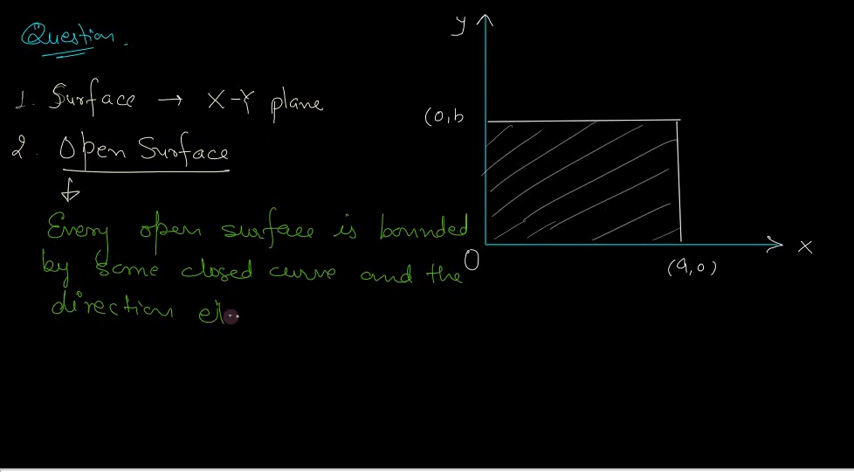 Question.
1. Surface → X-Y plane
2. Open Surface
Every open surface is bounded
by some closed curve and the
direction ei
y
(0,b
O
(a,0)
x